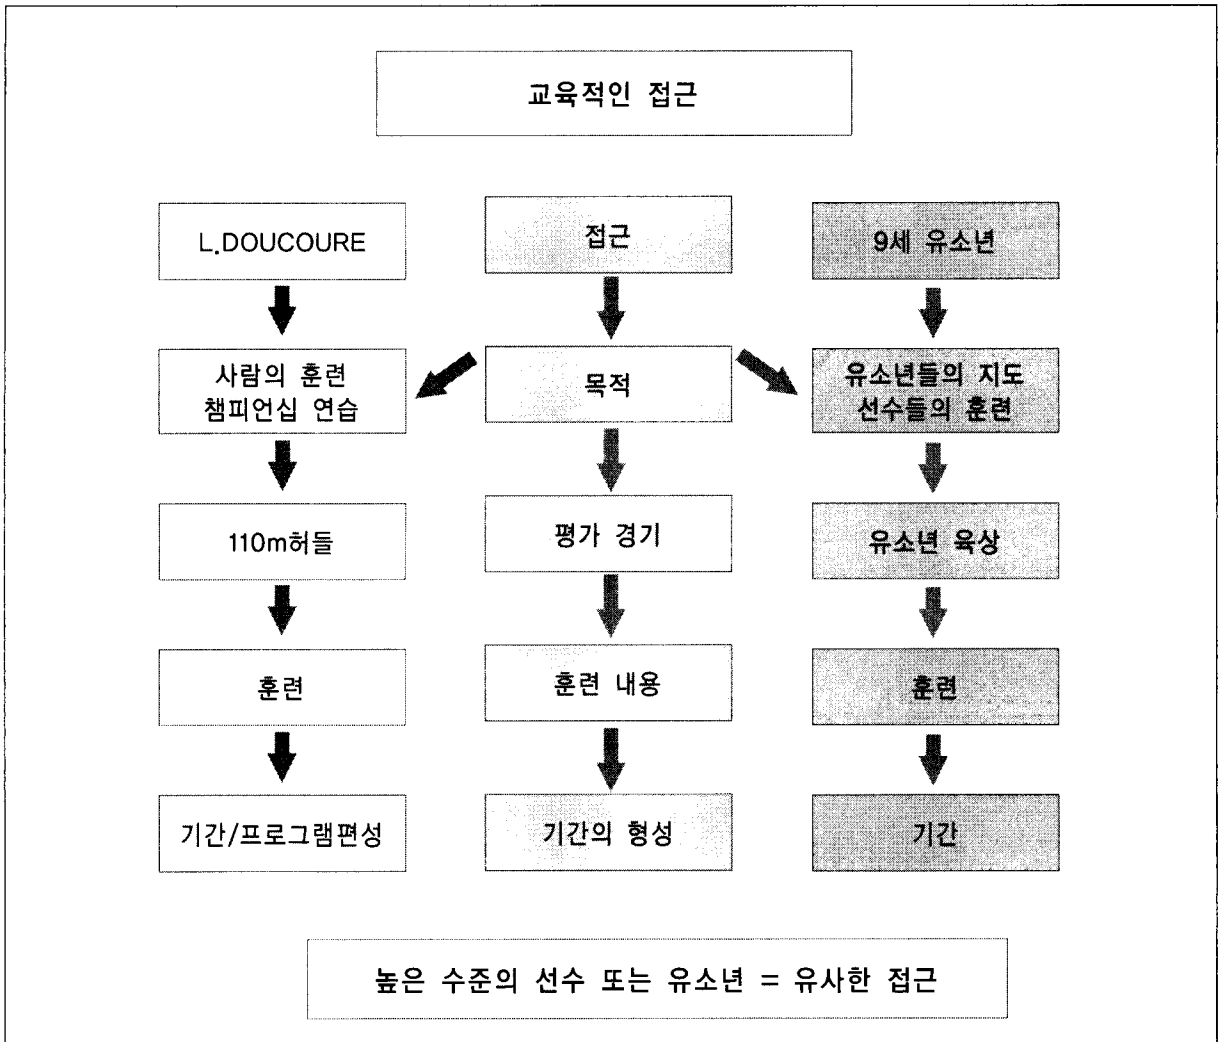 교육적인 접근
L.DOUCOURE
접근
9세 유소년
사람의 훈련
챔피언십 연습
목적
유소년들의 지도
선수들의 훈련
110m허들
평가 경기
유소년 육상
훈련
훈련 내용
훈련
기간/프로그램편성
기간의 형성
기간
높은 수준의 선수 또는 유소년 = 유사한 접근